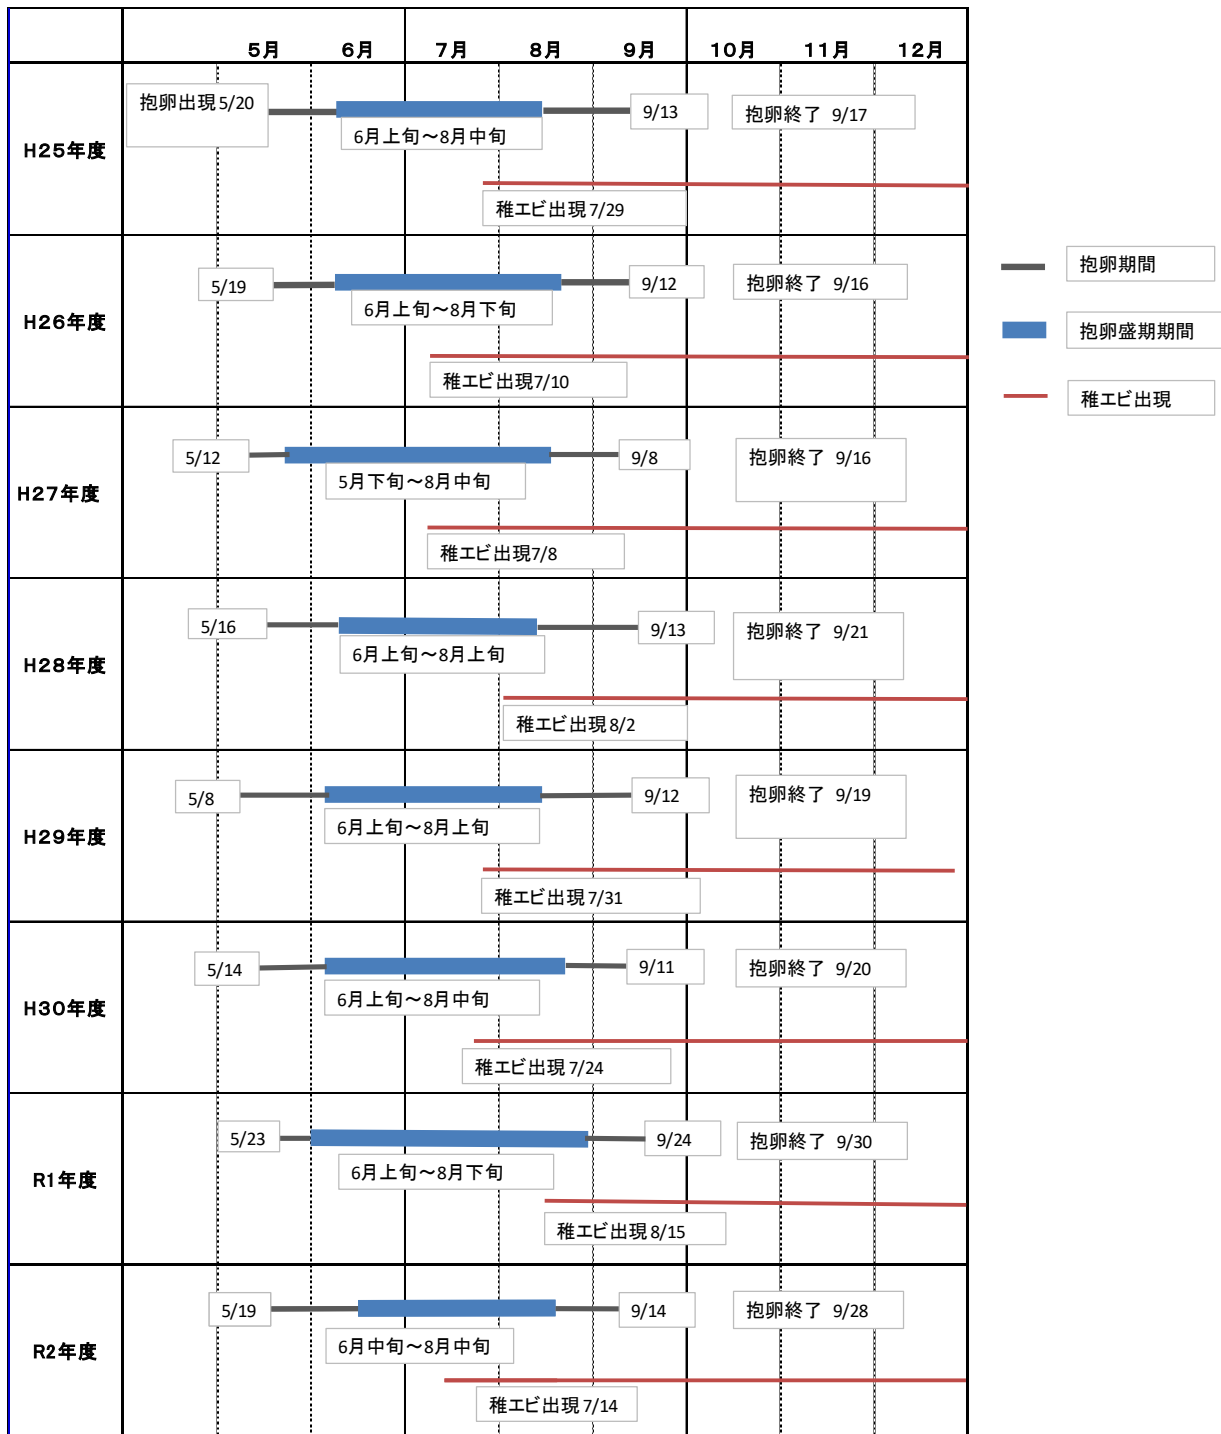 5月 6月 7月 8月 9月 10月 11月 12月
H25年度
抱卵出現 5/20
6月上旬～8月中旬
9/13
抱卵終了 9/17
稚エビ出現 7/29
H26年度
5/19
6月上旬～8月下旬
9/12
抱卵終了 9/16
稚エビ出現7/10
H27年度
5/12
5月下旬～8月中旬
9/8
抱卵終了 9/16
稚エビ出現7/8
H28年度
5/16
6月上旬～8月上旬
9/13
抱卵終了 9/21
稚エビ出現 8/2
H29年度
5/8
6月上旬～8月上旬
9/12
抱卵終了 9/19
稚エビ出現 7/31
H30年度
5/14
6月上旬～8月中旬
9/11
抱卵終了 9/20
稚エビ出現 7/24
R1年度
5/23
6月上旬～8月下旬
9/24
抱卵終了 9/30
稚エビ出現 8/15
R2年度
5/19
6月中旬～8月中旬
9/14
抱卵終了 9/28
稚エビ出現 7/14
抱卵期間
抱卵盛期期間
稚エビ出現